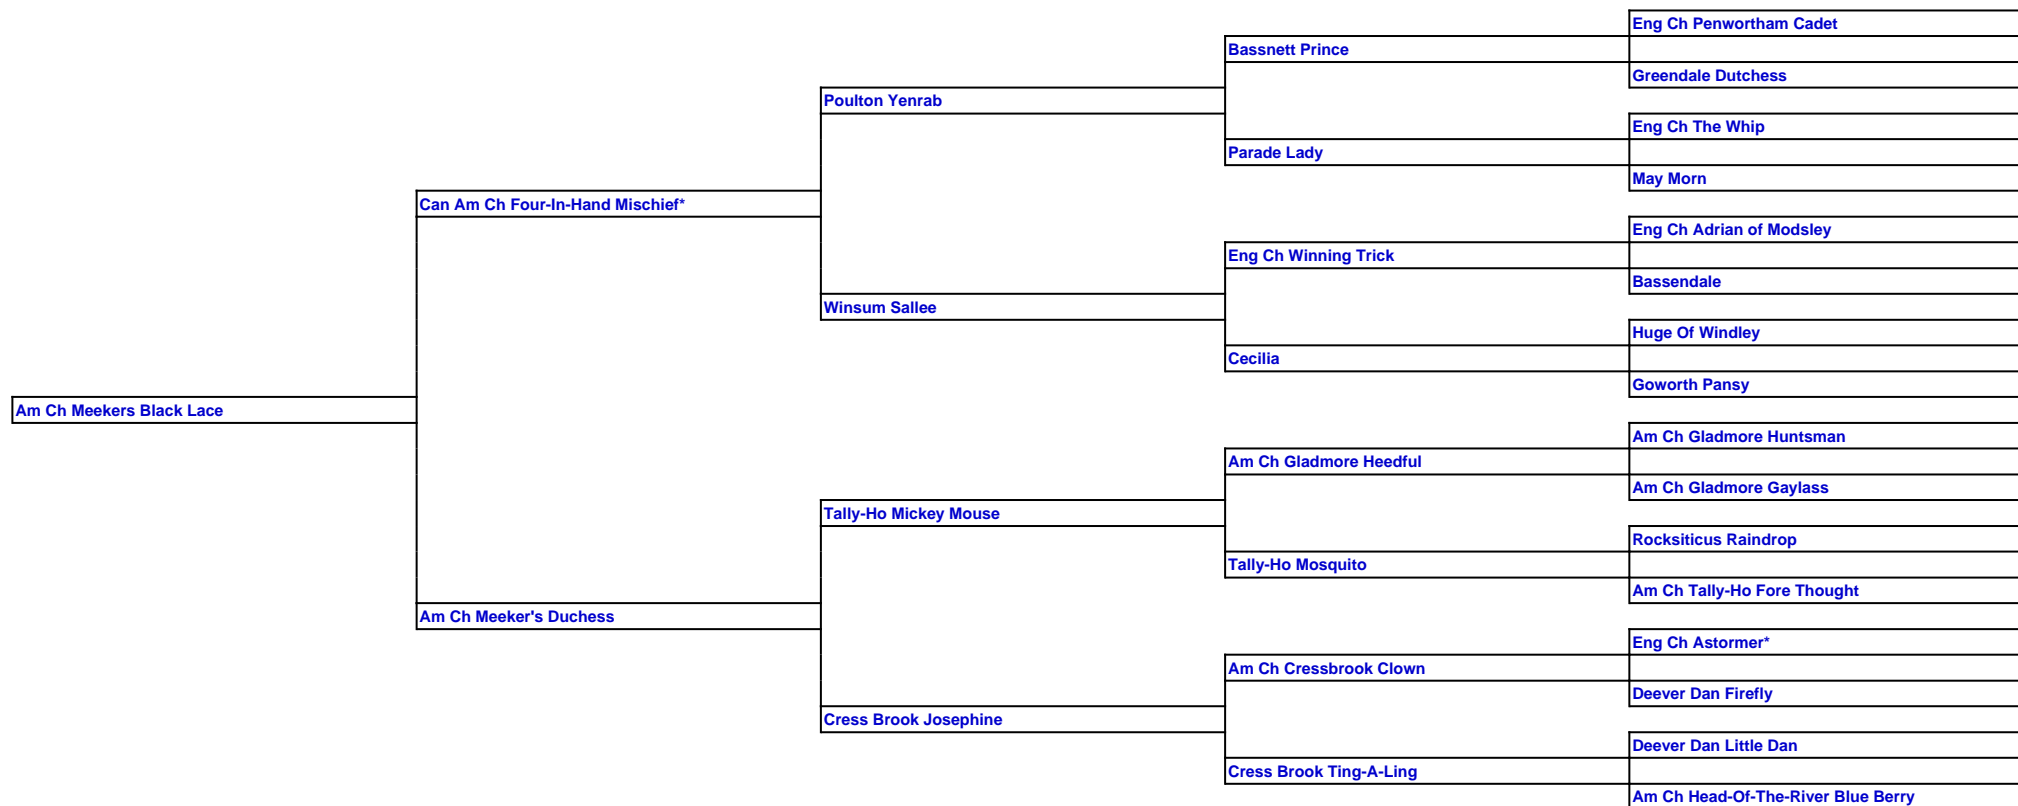 Eng Ch Penwortham Cadet
Bassnett Prince
Greendale Dutchess
Poulton Yenrab
Eng Ch The Whip
Parade Lady
May Morn
Can Am Ch Four-In-Hand Mischief*
Eng Ch Adrian of Modsley
Eng Ch Winning Trick
Bassendale
Winsum Sallee
Huge Of Windley
Cecilia
Goworth Pansy
Am Ch Meekers Black Lace
Am Ch Gladmore Huntsman
Am Ch Gladmore Heedful
Am Ch Gladmore Gaylass
Tally-Ho Mickey Mouse
Rocksiticus Raindrop
Tally-Ho Mosquito
Am Ch Tally-Ho Fore Thought
Am Ch Meeker's Duchess
Eng Ch Astormer*
Am Ch Cressbrook Clown
Deever Dan Firefly
Cress Brook Josephine
Deever Dan Little Dan
Cress Brook Ting-A-Ling
Am Ch Head-Of-The-River Blue Berry